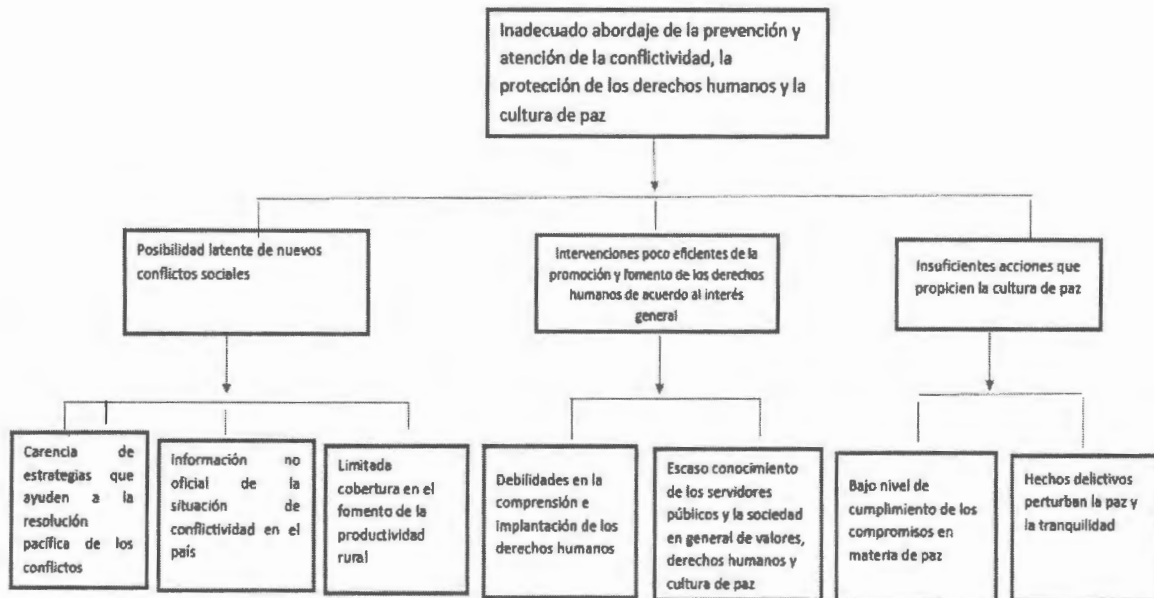 Inadecuado abordaje de la prevención y
atención de la conflictividad, la
protección de los derechos humanos y la
cultura de paz
Posibilidad latente de nuevos
conflictos sociales
Intervenciones poco eficientes de la
promoción y fomento de los derechos
humanos de acuerdo al interés
general
Insuficientes acciones que
propicien la cultura de paz
Carencia de
estrategias que
ayuden a la
resolución
pacífica de los
conflictos
Información no
oficial de la
situación de
conflictividad en el
país
Limitada
cobertura en el
fomento de la
productividad
rural
Debilidades en la
comprensión e
implantación de los
derechos humanos
Escaso conocimiento
de los servidores
públicos y la sociedad
en general de valores,
derechos humanos y
cultura de paz
Bajo nivel de
cumplimiento de los
compromisos en
materia de paz
Hechos delictivos
perturban la paz y
la tranquilidad